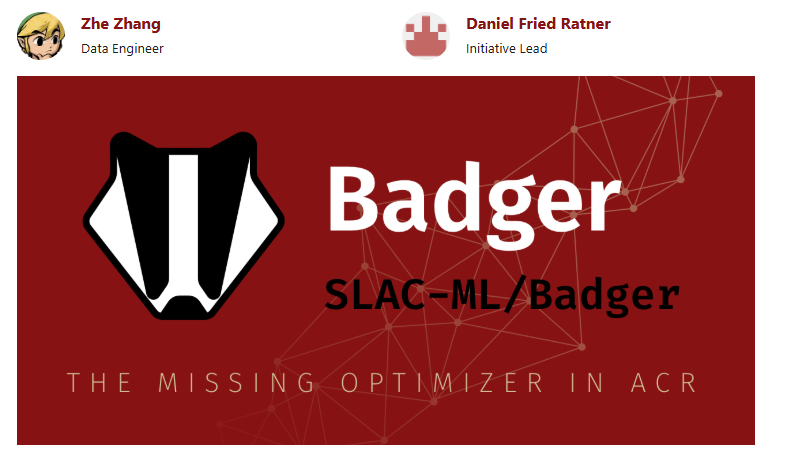 Zhe Zhang
Data Engineer
Daniel Fried Ratner
Initiative Lead
Badger
SLAC-ML/Badger
THE MISSING OPTIMIZER IN ACR